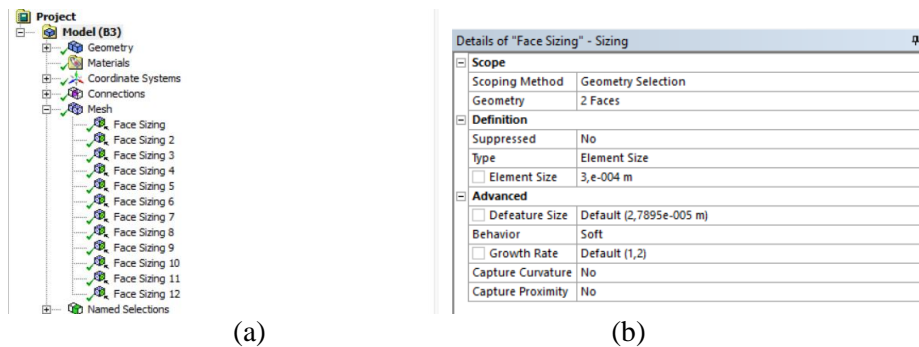 Project
Model (B3)
Geometry
Materials
Coordinate Systems
Connections
Mesh
Face Sizing
Face Sizing 2
Face Sizing 3
Face Sizing 4
Face Sizing 5
Face Sizing 6
Face Sizing 7
Face Sizing 8
Face Sizing 9
Face Sizing 10
Face Sizing 11
Face Sizing 12
Named Selections
(a)
Details of "Face Sizing" - Sizing
Scope
Scoping Method Geometry Selection
Geometry 2 Faces
Definition
Suppressed No
Type Element Size
Element Size 3,e-004 m
Advanced
Defeature Size Default (2,7895e-005 m)
Behavior Soft
Growth Rate Default (1,2)
Capture Curvature No
Capture Proximity No
(b)